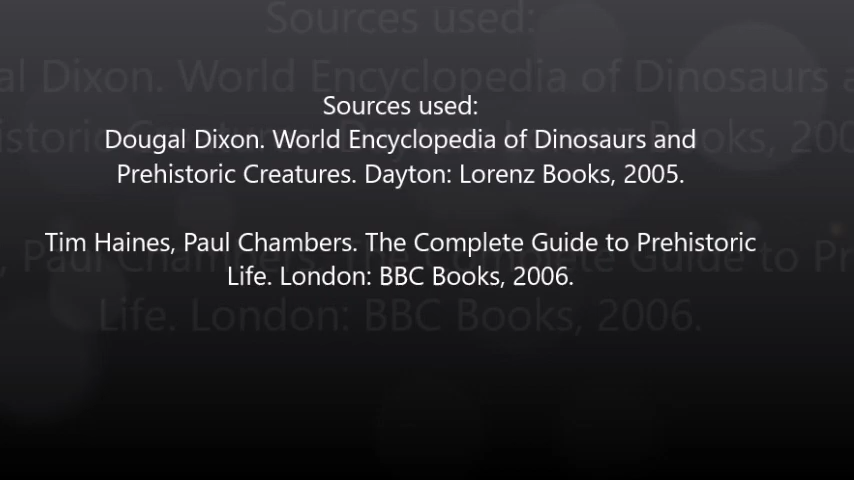 Sources used:
Dougal Dixon. World Encyclopedia of Dinosaurs and
Prehistoric Creatures. Dayton: Lorenz Books, 2005.
Tim Haines, Paul Chambers. The Complete Guide to Prehistoric
Life. London: BBC Books, 2006.